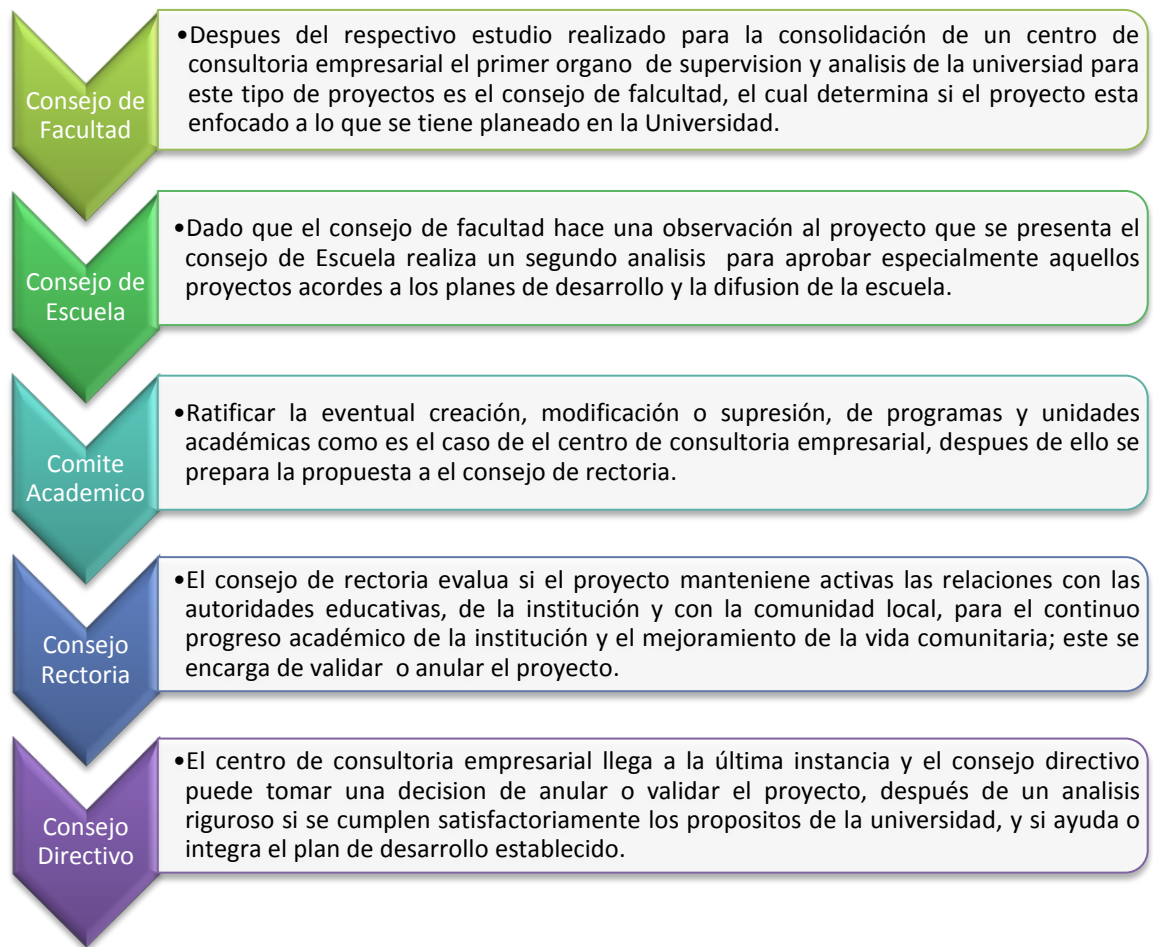 Consejo de
Facultad
•Despues del respectivo estudio realizado para la consolidación de un centro de
consultoria empresarial el primer organo de supervision y analisis de la universiad para
este tipo de proyectos es el consejo de falcultad, el cual determina si el proyecto esta
enfocado a lo que se tiene planeado en la Universidad.
Consejo de
Escuela
•Dado que el consejo de facultad hace una observación al proyecto que se presenta el
consejo de Escuela realiza un segundo analisis para aprobar especialmente aquellos
proyectos acordes a los planes de desarrollo y la difusion de la escuela.
Comite
Academico
•Ratificar la eventual creación, modificación o supresión, de programas y unidades
académicas como es el caso de el centro de consultoria empresarial, despues de ello se
prepara la propuesta a el consejo de rectoria.
Consejo
Rectoria
•El consejo de rectoria evalua si el proyecto manteniene activas las relaciones con las
autoridades educativas, de la institución y con la comunidad local, para el continuo
progreso académico de la institución y el mejoramiento de la vida comunitaria; este se
encarga de validar o anular el proyecto.
Consejo
Directivo
•El centro de consultoria empresarial llega a la última instancia y el consejo directivo
puede tomar una decision de anular o validar el proyecto, después de un analisis
riguroso si se cumplen satisfactoriamente los propositos de la universidad, y si ayuda o
integra el plan de desarrollo establecido.